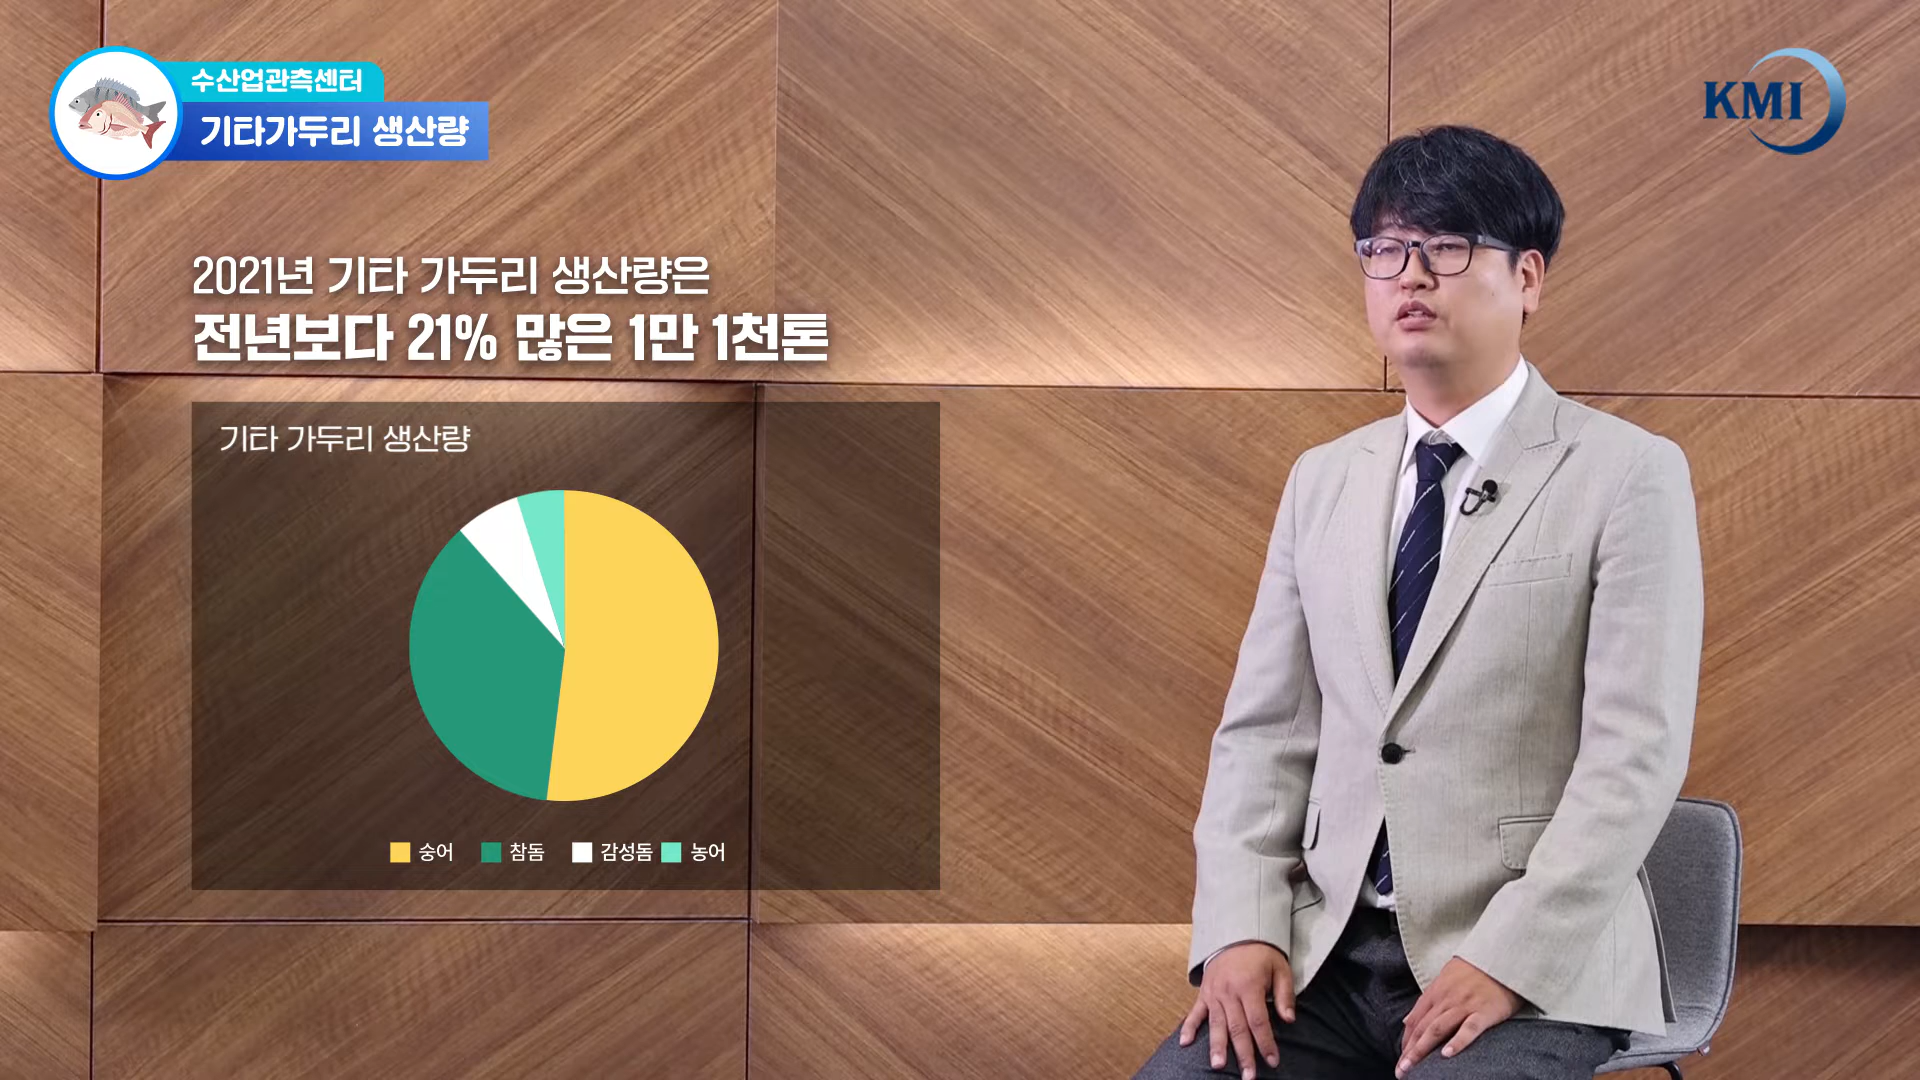 수산업관측센터
기타가두리 생산량
KMI
2021년 기타 가두리 생산량은
전년보다 21% 많은 1만 1천톤
기타 가두리 생산량
숭어 참돔 감성돔 농어